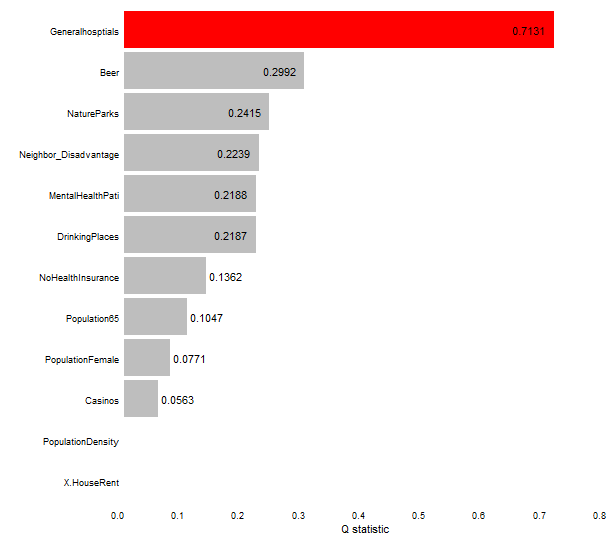 Generalhosptials 0.7131
Beer 0.2992
NatureParks 0.2415
Neighbor_Disadvantage 0.2239
MentalHealthPati 0.2188
DrinkingPlaces 0.2187
NoHealthInsurance 0.1362
Population65 0.1047
PopulationFemale 0.0771
Casinos 0.0563
PopulationDensity
X.HouseRent
0.0 0.1 0.2 0.3 0.4 0.5 0.6 0.7 0.8
Q statistic